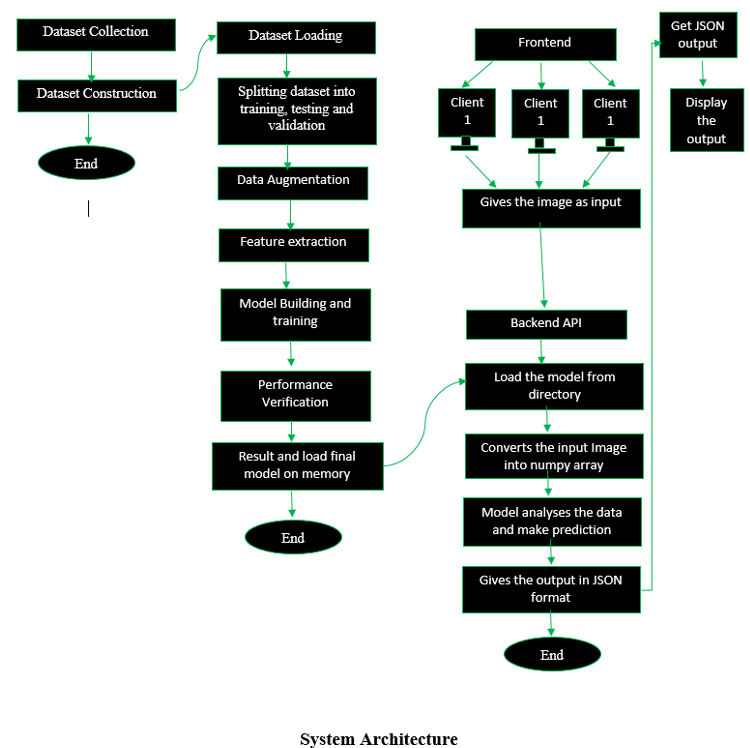 Dataset Collection
Dataset Construction
End
Dataset Loading
Splitting dataset into
training, testing and
validation
Data Augmentation
Feature extraction
Model Building and
training
Performance
Verification
Result and load final
model on memory
End
Frontend
Client
1
Client
1
Client
1
Gives the image as input
Backend API
Load the model from
directory
Converts the input Image
into numpy array
Model analyses the data
and make prediction
Gives the output in JSON
format
End
Get JSON
output
Display
the
output
System Architecture